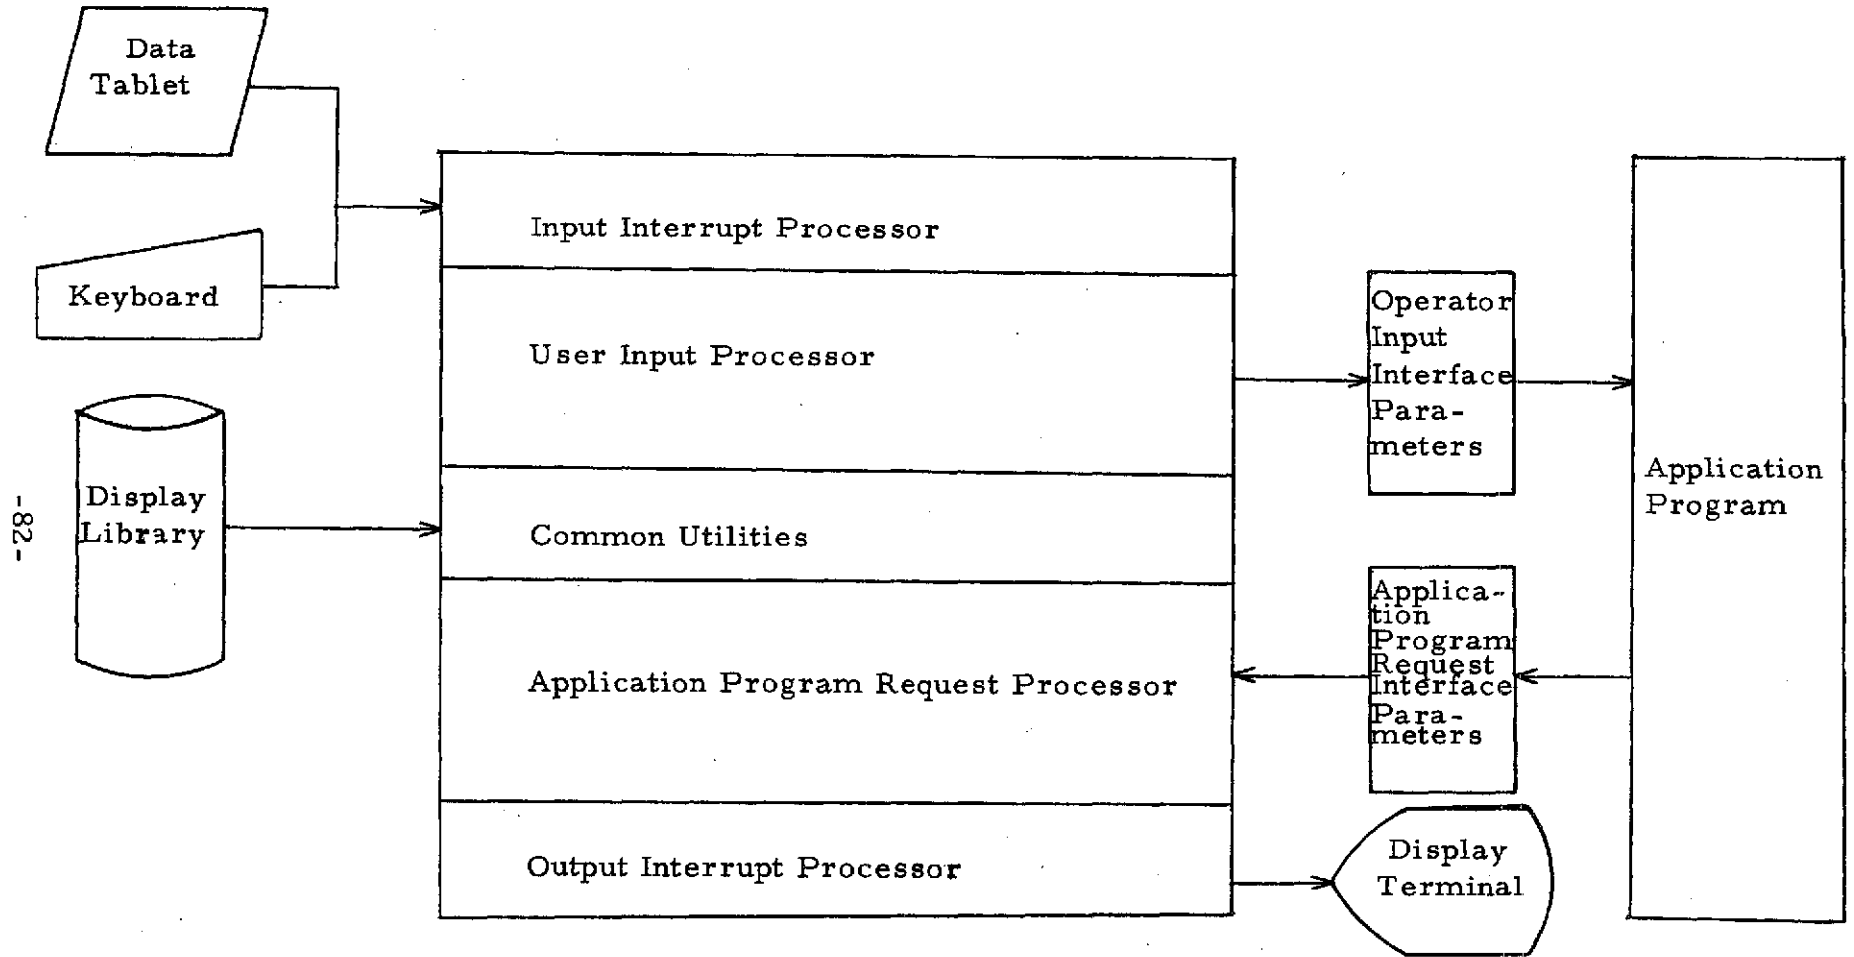 Data
Tablet
Keyboard
Display
Library
-82-
Input Interrupt Processor
User Input Processor
Common Utilities
Application Program Request Processor
Output Interrupt Processor
Operator
Input
Interface
Para-
meters
Applica-
tion
Program
Request
Interface
Para-
meters
Display
Terminal
Application
Program